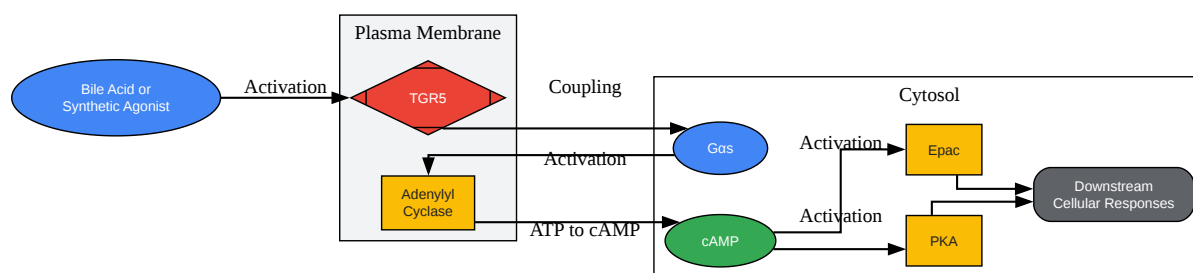 Plasma Membrane
Bile Acid or
Synthetic Agonist
Activation
TGR5
Coupling
Cytosol
Gαs
Activation
Activation
Epac
Adenylyl
Cyclase
ATP to cAMP
cAMP
Activation
PKA
Downstream
Cellular Responses